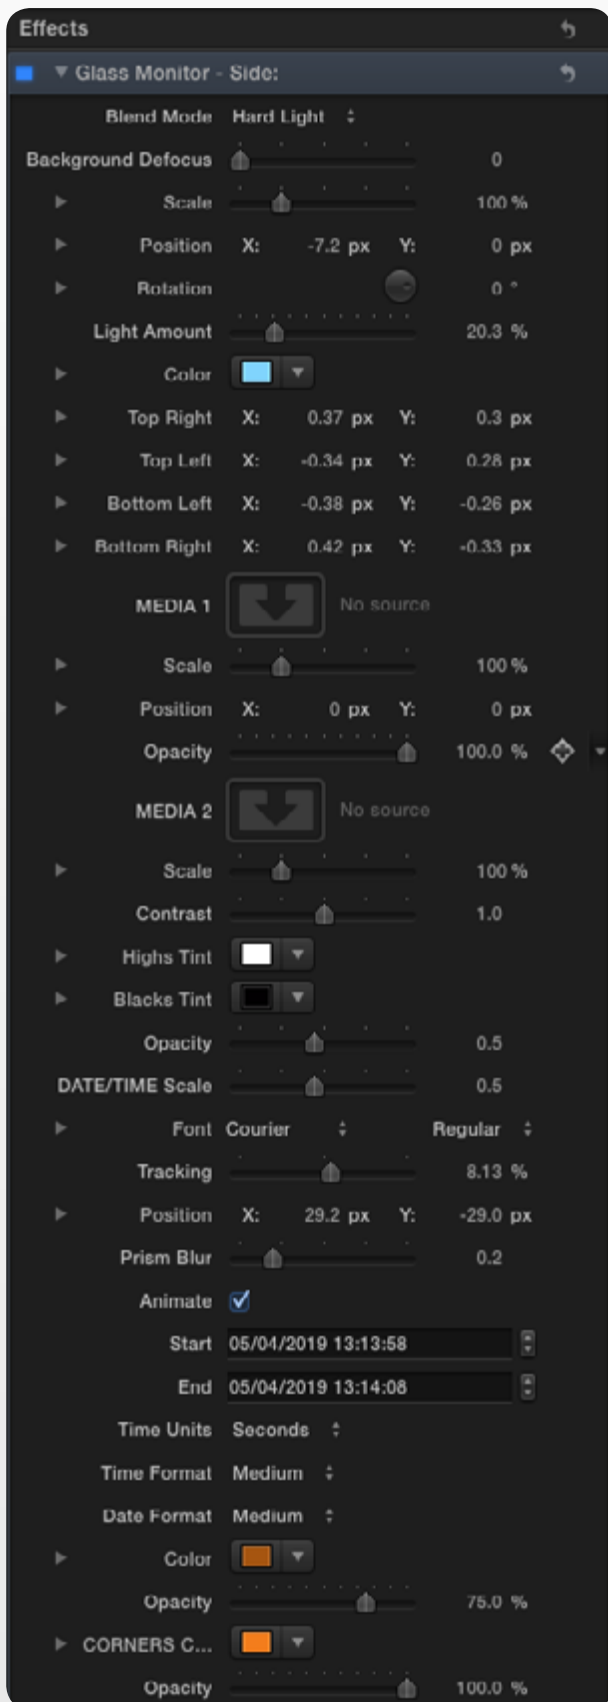 Effects
Glass Monitor - Side:
Blend Mode Hard Light
Background Defocus 0
Scale 100 %
Position X: -7.2 px Y: 0 px
Rotation 0 °
Light Amount 20.3 %
Color
Top Right X: 0.37 px Y: 0.3 px
Top Left X: -0.34 px Y: 0.28 px
Bottom Left X: -0.38 px Y: -0.26 px
Bottom Right X: 0.42 px Y: -0.33 px
MEDIA 1 No source
Scale 100 %
Position X: 0 px Y: 0 px
Opacity 100.0 %
MEDIA 2 No source
Scale 100 %
Contrast 1.0
Highs Tint
Blacks Tint
Opacity 0.5
DATE/TIME Scale 0.5
Font Courier Regular
Tracking 8.13 %
Position X: 29.2 px Y: -29.0 px
Prism Blur 0.2
Animate
Start 05/04/2019 13:13:58
End 05/04/2019 13:14:08
Time Units Seconds
Time Format Medium
Date Format Medium
Color
Opacity 75.0 %
CORNERS C...
Opacity 100.0 %